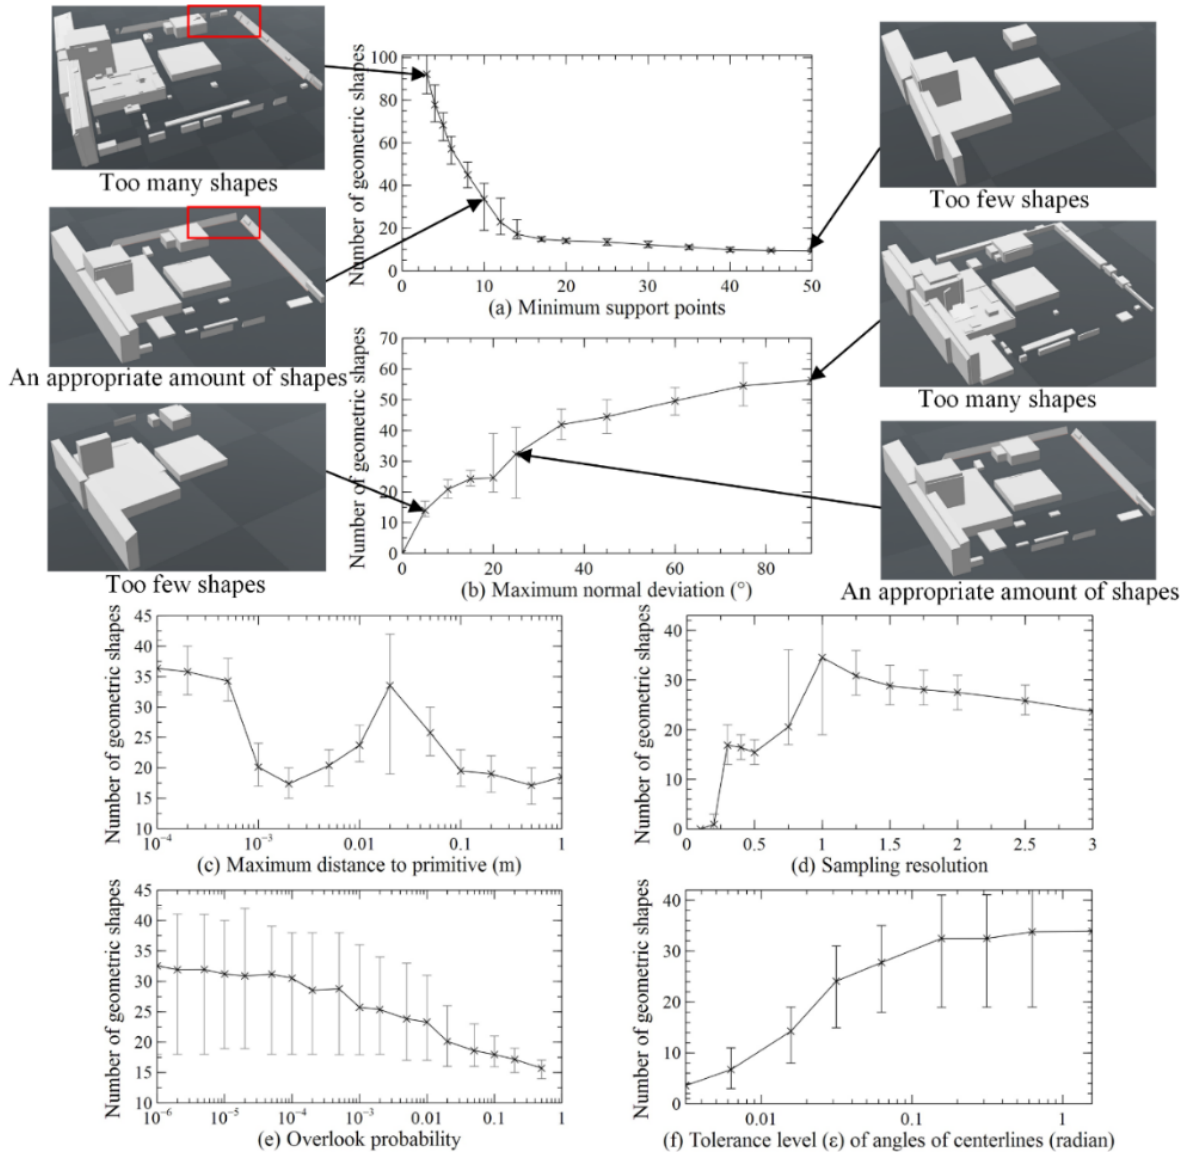 Too many shapes
An appropriate amount of shapes
Too few shapes
Number of geometric shapes
100
80
60
40
20
0
0 10 20 30 40 50
(a) Minimum support points
Too few shapes
Too many shapes
An appropriate amount of shapes
Number of geometric shapes
70
60
50
40
30
20
10
0
0 20 40 60 80
(b) Maximum normal deviation (°)
Number of geometric shapes
45
40
35
30
25
20
15
10
10⁻⁴ 10⁻³ 0.01 0.1 1
(c) Maximum distance to primitive (m)
Number of geometric shapes
40
30
20
10
0
0 0.5 1 1.5 2 2.5 3
(d) Sampling resolution
Number of geometric shapes
45
40
35
30
25
20
15
10
10⁻⁶ 10⁻⁵ 10⁻⁴ 10⁻³ 0.01 0.1 1
(e) Overlook probability
Number of geometric shapes
40
30
20
10
0
0.01 0.1 1
(f) Tolerance level (ε) of angles of centerlines (radian)